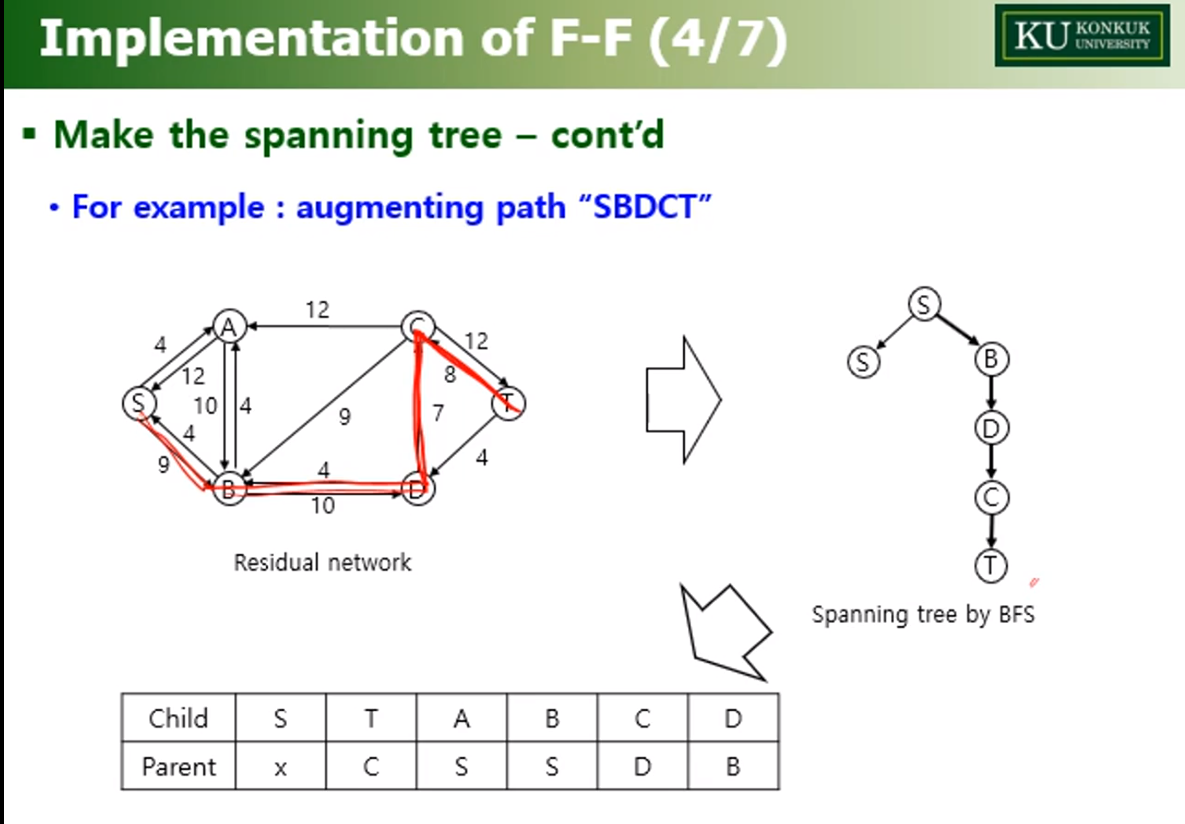 Implementation of F-F (4/7)
KU KONKUK
UNIVERSITY
▪ Make the spanning tree – cont'd
• For example : augmenting path “SBDCT”
12
A
C
S
4
12
12
8
S
B
S
T
10
4
9
7
4
9
4
4
D
B
D
10
C
T
Residual network
Spanning tree by BFS
Child S T A B C D
Parent x C S S D B